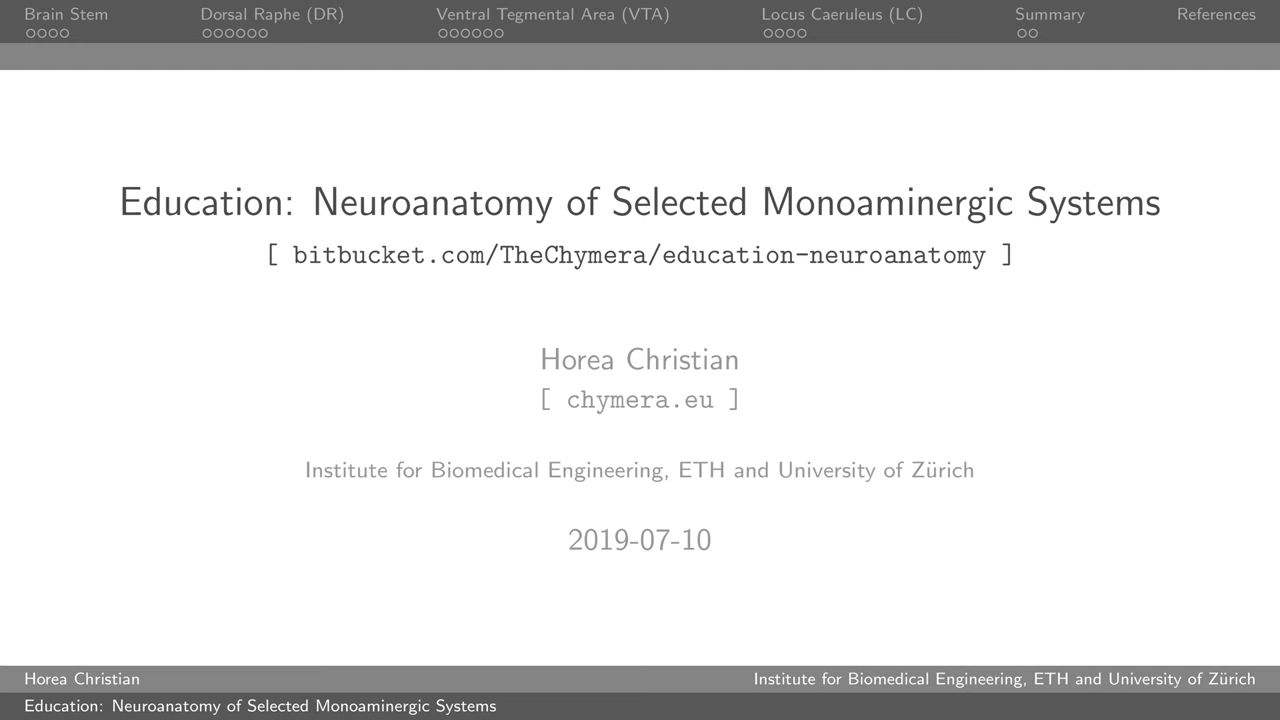 Brain Stem
Dorsal Raphe (DR)
Ventral Tegmental Area (VTA)
Locus Caeruleus (LC)
Summary
References
Education: Neuroanatomy of Selected Monoaminergic Systems
[ bitbucket.com/TheChymera/education-neuroanatomy ]
Horea Christian
[ chymera.eu ]
Institute for Biomedical Engineering, ETH and University of Zürich
2019-07-10
Horea Christian
Institute for Biomedical Engineering, ETH and University of Zürich
Education: Neuroanatomy of Selected Monoaminergic Systems